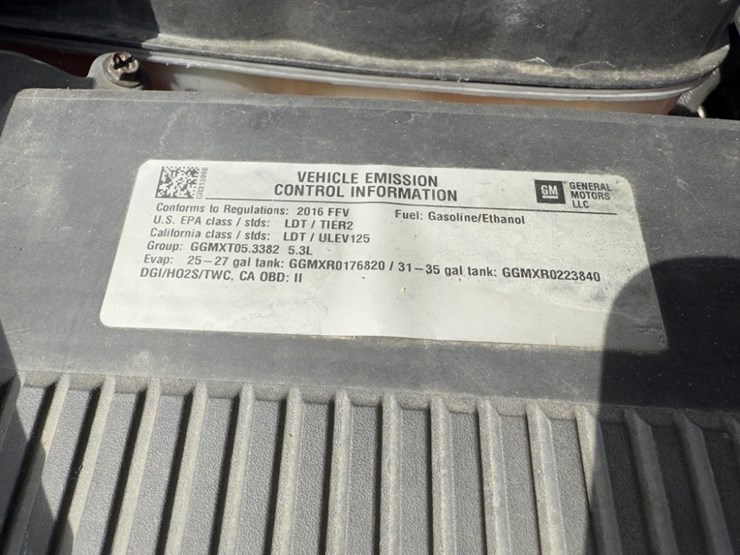 VEHICLE EMISSION
CONTROL INFORMATION
GM GENERAL
MOTORS
LLC
Conforms to Regulations: 2016 FFV Fuel: Gasoline/Ethanol
U.S. EPA class / stds: LDT / TIER2
California class / stds: LDT / ULEV125
Group: GGMXT05.3382 5.3L
Evap: 25-27 gal tank: GGMXR0176820 / 31-35 gal tank: GGMXR0223840
DGI/HO2S/TWC, CA OBD: II